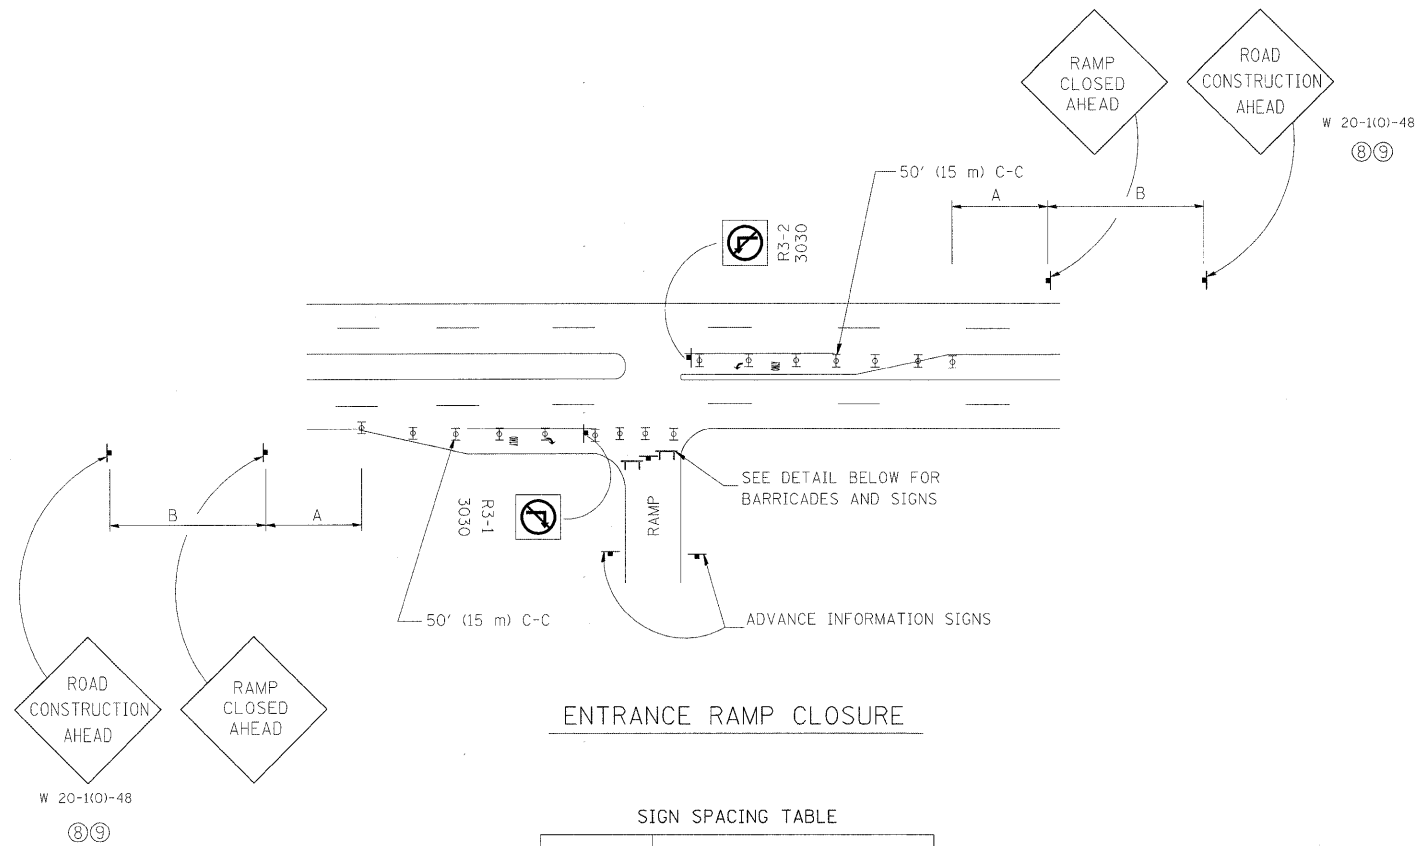 RAMP
CLOSED
AHEAD
ROAD
CONSTRUCTION
AHEAD
W 20-1(O)-48
⑧⑨
50' (15 m) C-C
A
B
R3-2
3030
SEE DETAIL BELOW FOR
BARRICADES AND SIGNS
B
A
R3-1
3030
RAMP
50' (15 m) C-C
ADVANCE INFORMATION SIGNS
ROAD
CONSTRUCTION
AHEAD
RAMP
CLOSED
AHEAD
W 20-1(O)-48
⑧⑨
ENTRANCE RAMP CLOSURE
SIGN SPACING TABLE